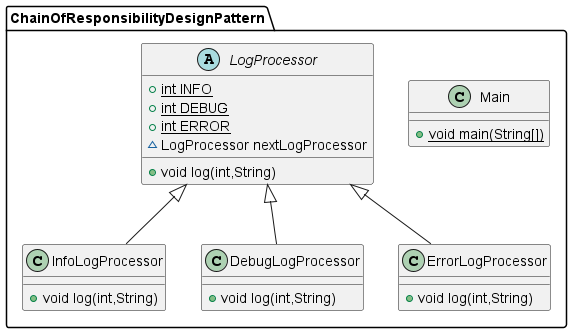 ChainOfResponsibilityDesignPattern
A LogProcessor
int INFO
int DEBUG
int ERROR
LogProcessor nextLogProcessor
void log(int,String)
C Main
void main(String[])
C InfoLogProcessor
void log(int,String)
C DebugLogProcessor
void log(int,String)
C ErrorLogProcessor
void log(int,String)